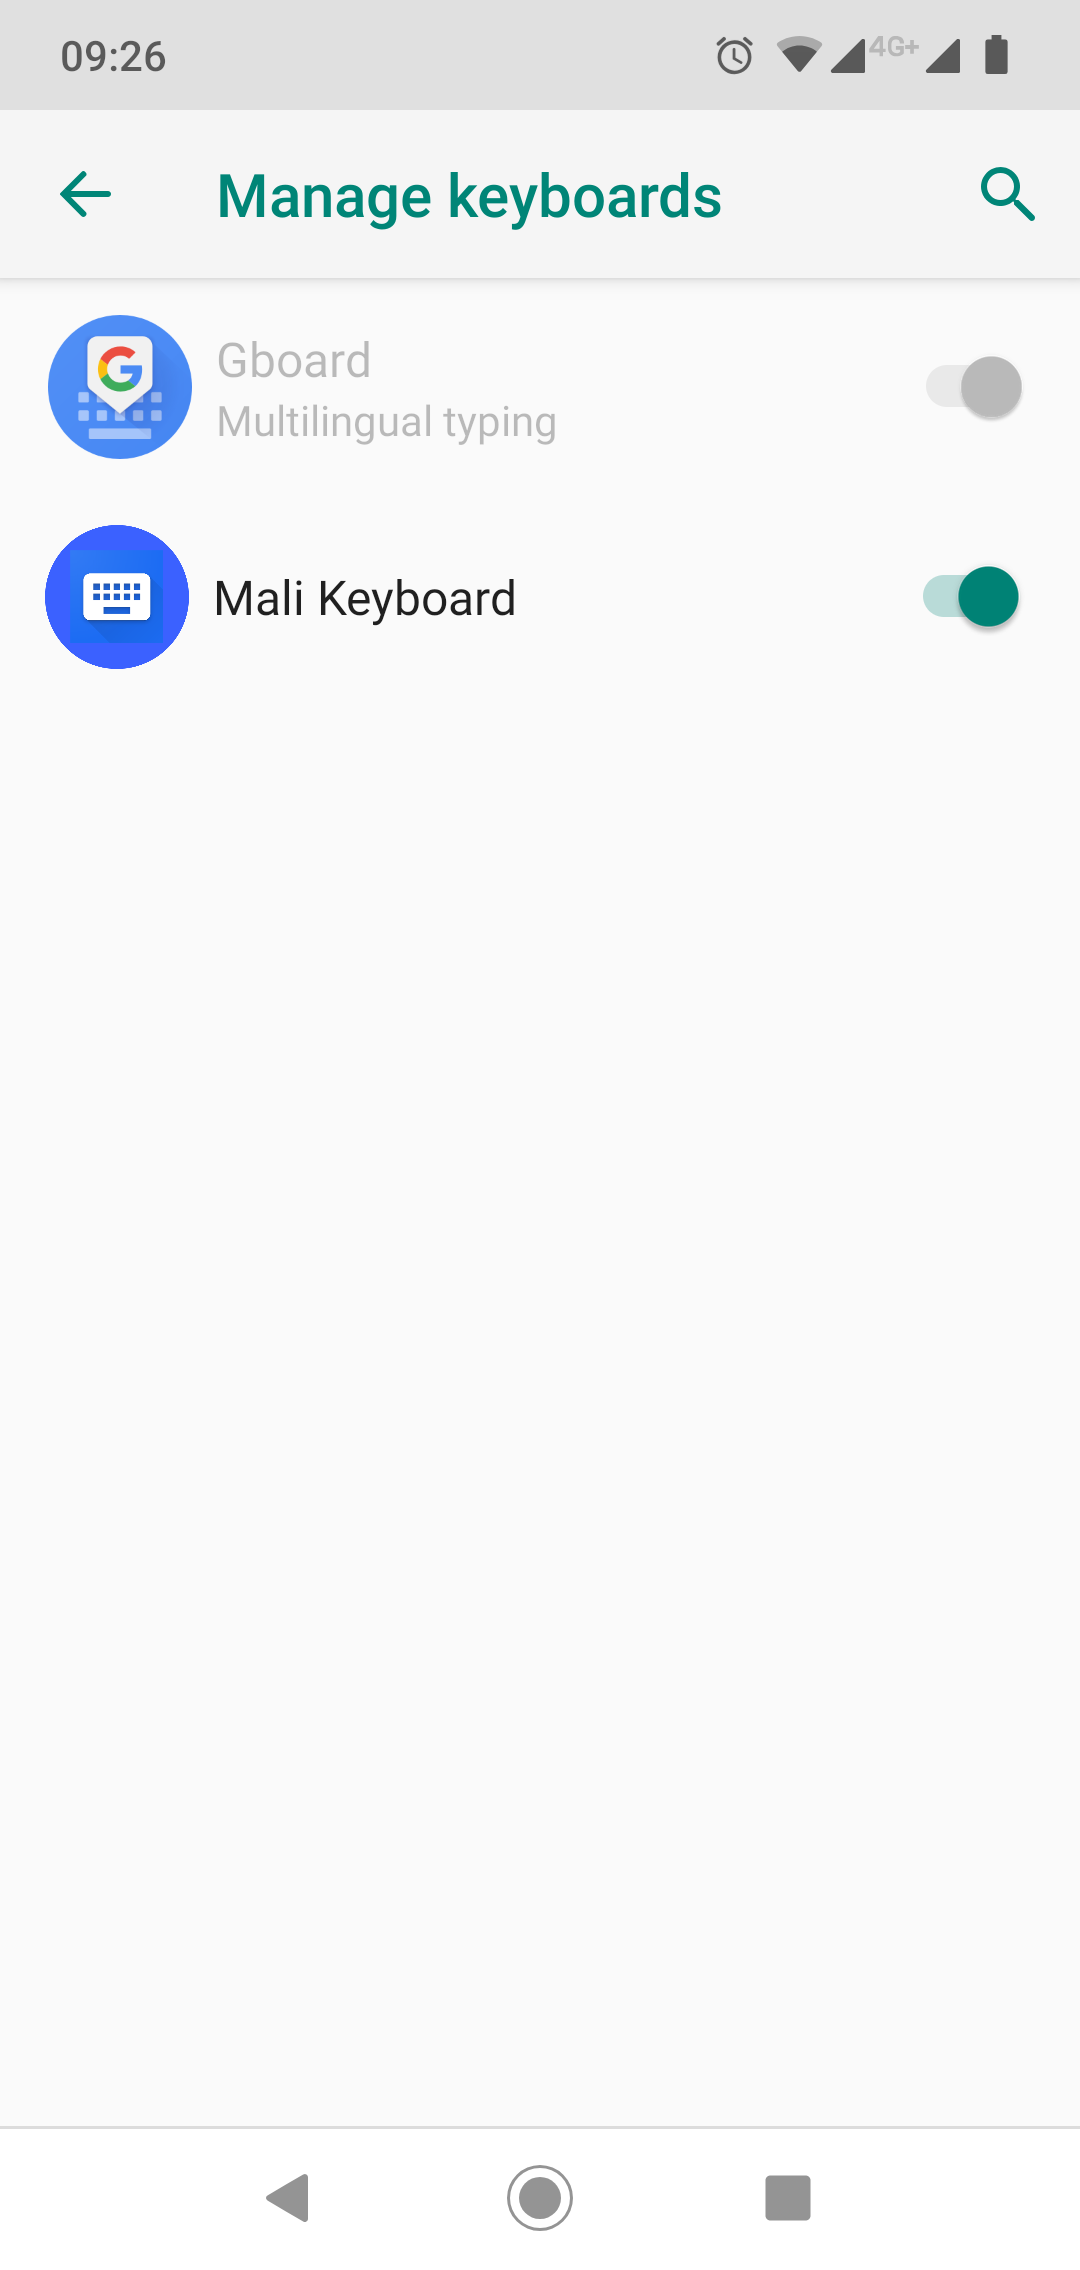 09:26
4G+
Manage keyboards
Gboard
Multilingual typing
Mali Keyboard